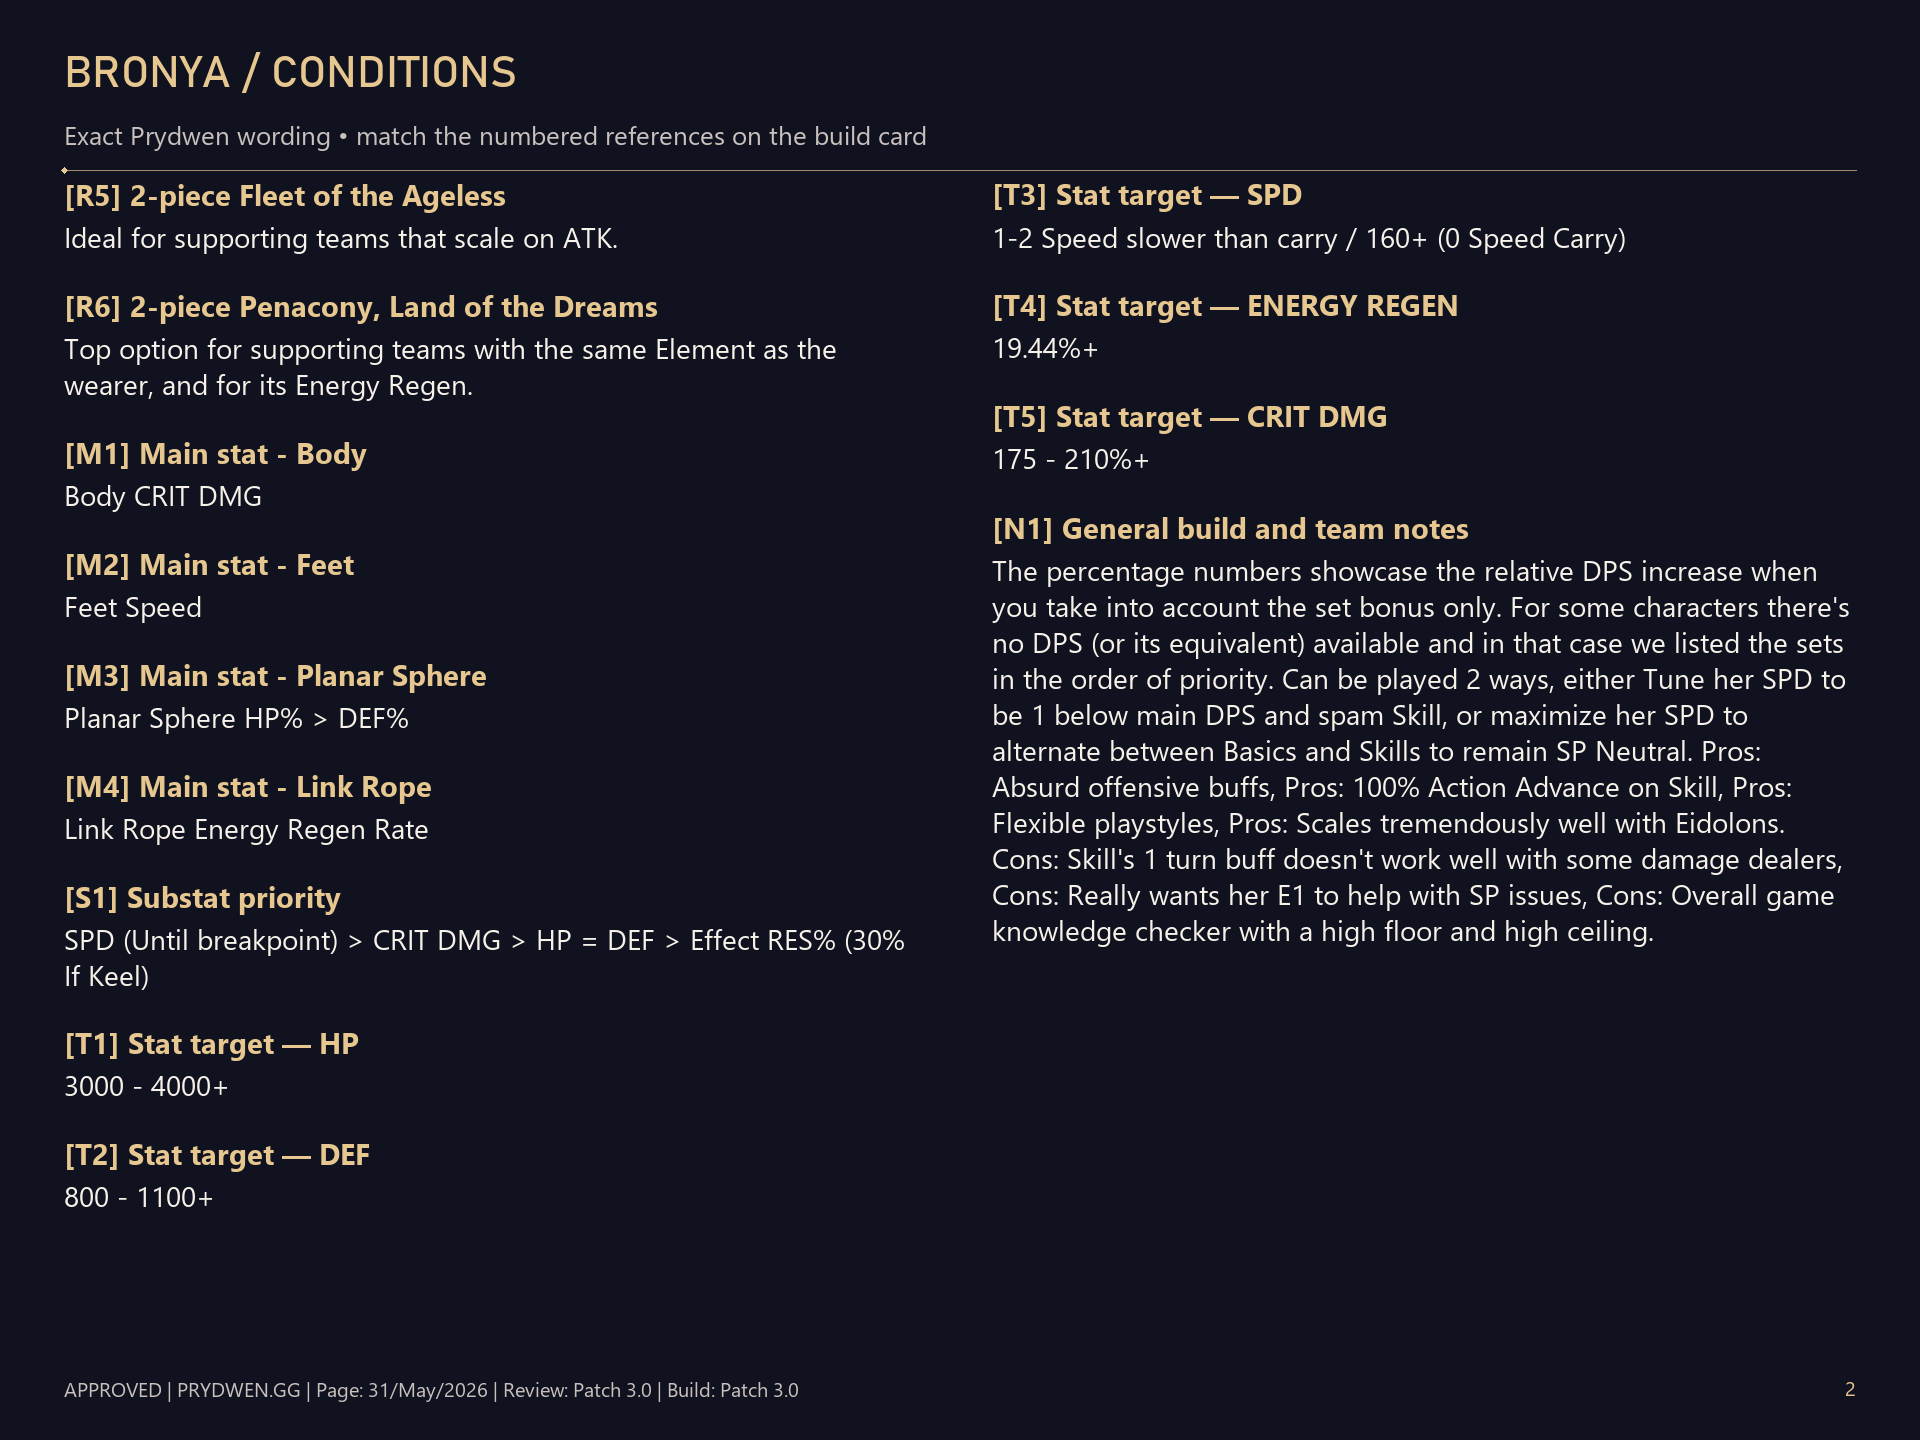 BRONYA / CONDITIONS
Exact Prydwen wording • match the numbered references on the build card
[R5] 2-piece Fleet of the Ageless
Ideal for supporting teams that scale on ATK.
[R6] 2-piece Penacony, Land of the Dreams
Top option for supporting teams with the same Element as the
wearer, and for its Energy Regen.
[M1] Main stat - Body
Body CRIT DMG
[M2] Main stat - Feet
Feet Speed
[M3] Main stat - Planar Sphere
Planar Sphere HP% > DEF%
[M4] Main stat - Link Rope
Link Rope Energy Regen Rate
[S1] Substat priority
SPD (Until breakpoint) > CRIT DMG > HP = DEF > Effect RES% (30%
If Keel)
[T1] Stat target — HP
3000 - 4000+
[T2] Stat target — DEF
800 - 1100+
[T3] Stat target — SPD
1-2 Speed slower than carry / 160+ (0 Speed Carry)
[T4] Stat target — ENERGY REGEN
19.44%+
[T5] Stat target — CRIT DMG
175 - 210%+
[N1] General build and team notes
The percentage numbers showcase the relative DPS increase when
you take into account the set bonus only. For some characters there's
no DPS (or its equivalent) available and in that case we listed the sets
in the order of priority. Can be played 2 ways, either Tune her SPD to
be 1 below main DPS and spam Skill, or maximize her SPD to
alternate between Basics and Skills to remain SP Neutral. Pros:
Absurd offensive buffs, Pros: 100% Action Advance on Skill, Pros:
Flexible playstyles, Pros: Scales tremendously well with Eidolons.
Cons: Skill's 1 turn buff doesn't work well with some damage dealers,
Cons: Really wants her E1 to help with SP issues, Cons: Overall game
knowledge checker with a high floor and high ceiling.
APPROVED | PRYDWEN.GG | Page: 31/May/2026 | Review: Patch 3.0 | Build: Patch 3.0
2